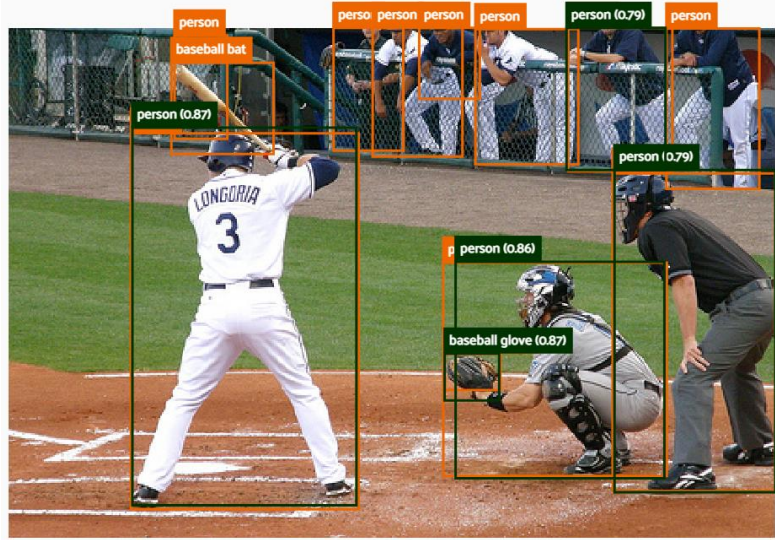 person
perso
person
person
person
person (0.79)
person
baseball bat
person (0.87)
person (0.79)
LONGORIA
3
p
person (0.86)
baseball glove (0.87)